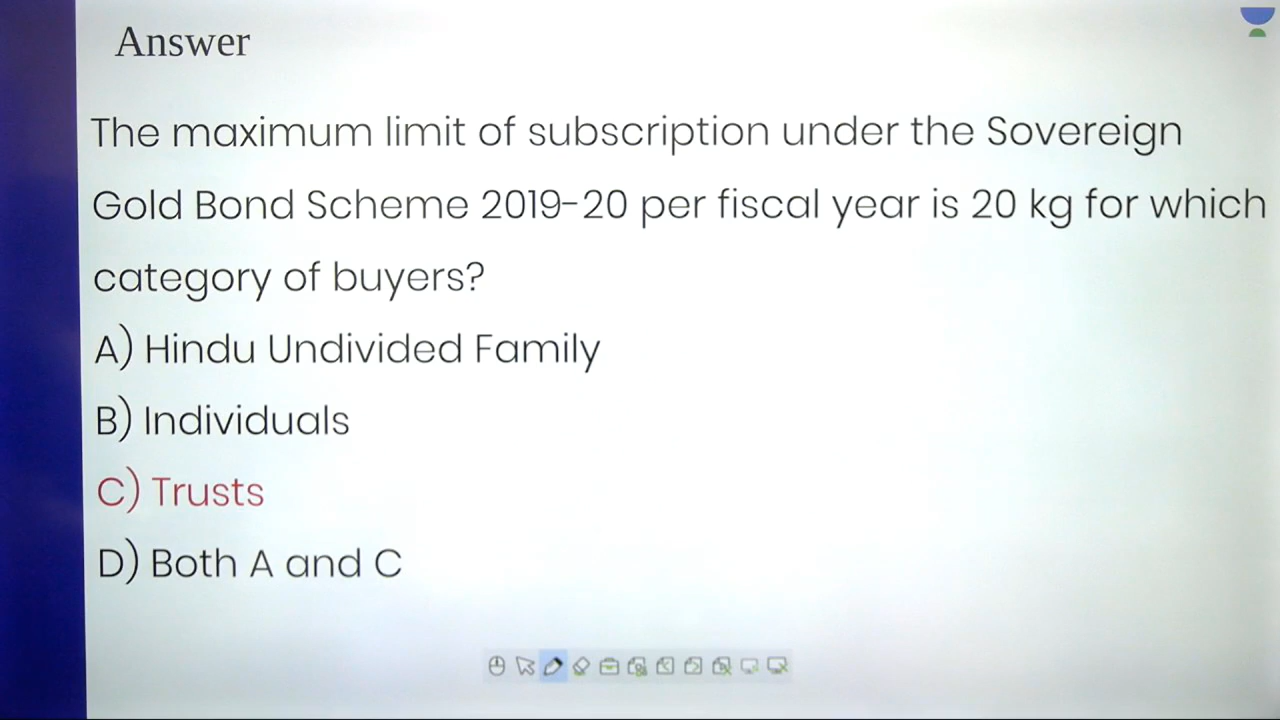 Answer
The maximum limit of subscription under the Sovereign
Gold Bond Scheme 2019-20 per fiscal year is 20 kg for which
category of buyers?
A) Hindu Undivided Family
B) Individuals
C) Trusts
D) Both A and C